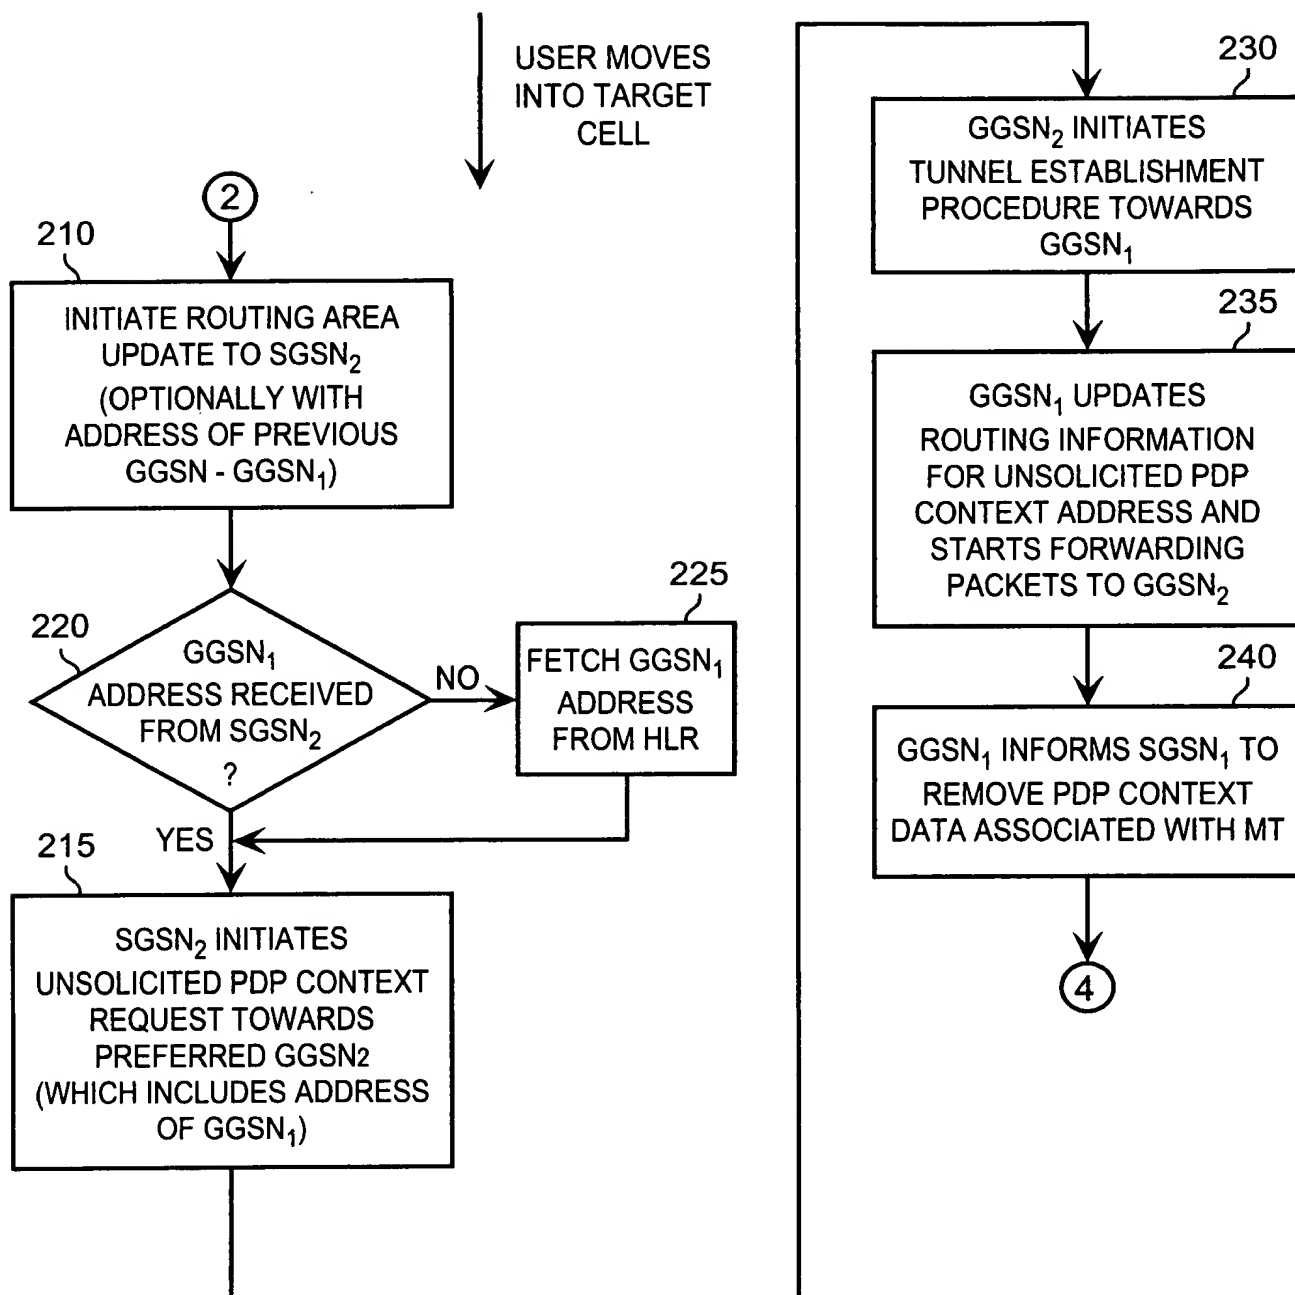 USER MOVES
INTO TARGET
CELL
2
210
INITIATE ROUTING AREA
UPDATE TO SGSN₂
(OPTIONALLY WITH
ADDRESS OF PREVIOUS
GGSN - GGSN₁)
220
GGSN₁
ADDRESS RECEIVED
FROM SGSN₂
?
NO
225
FETCH GGSN₁
ADDRESS
FROM HLR
YES
215
SGSN₂ INITIATES
UNSOLICITED PDP CONTEXT
REQUEST TOWARDS
PREFERRED GGSN2
(WHICH INCLUDES ADDRESS
OF GGSN₁)
230
GGSN₂ INITIATES
TUNNEL ESTABLISHMENT
PROCEDURE TOWARDS
GGSN₁
235
GGSN₁ UPDATES
ROUTING INFORMATION
FOR UNSOLICITED PDP
CONTEXT ADDRESS AND
STARTS FORWARDING
PACKETS TO GGSN₂
240
GGSN₁ INFORMS SGSN₁ TO
REMOVE PDP CONTEXT
DATA ASSOCIATED WITH MT
4